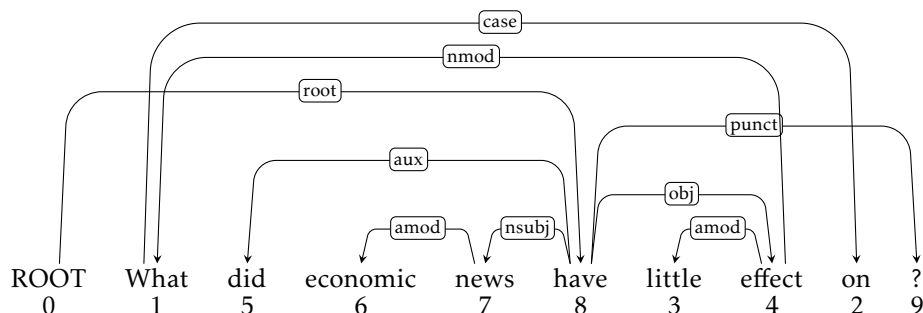 case
nmod
root
punct
aux
obj
amod nsubj amod
ROOT What did economic news have little effect on ?
0 1 5 6 7 8 3 4 2 9